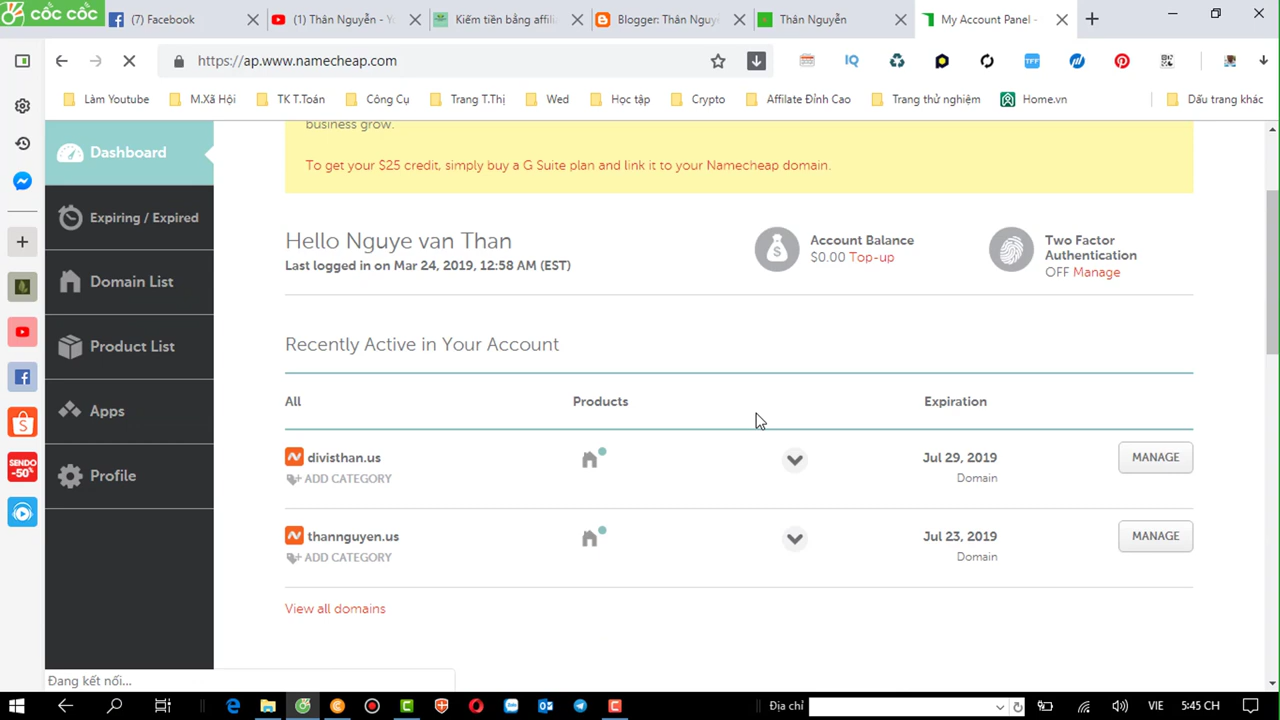 CỐC CỐC
(7) Facebook
(1) Thân Nguyễn - Yo
Kiếm tiền bằng affili
Blogger: Thân Nguy
Thân Nguyễn
My Account Panel -
https://ap.www.namecheap.com
IQ
TFF
Làm Youtube
M.Xã Hội
TK T.Toán
Công Cụ
Trang T.Thị
Wed
Học tập
Crypto
Affilate Đỉnh Cao
Trang thử nghiệm
Home.vn
Dấu trang khác
business grow.
To get your $25 credit, simply buy a G Suite plan and link it to your Namecheap domain.
Dashboard
Expiring / Expired
Domain List
Product List
Apps
Profile
SENDO
-50%
Hello Nguye van Than
Last logged in on Mar 24, 2019, 12:58 AM (EST)
Account Balance
$0.00 Top-up
Two Factor
Authentication
OFF Manage
Recently Active in Your Account
All
Products
Expiration
divisthan.us
ADD CATEGORY
Jul 29, 2019
Domain
MANAGE
thannguyen.us
ADD CATEGORY
Jul 23, 2019
Domain
MANAGE
View all domains
Đang kết nối...
Địa chỉ
VIE
5:45 CH